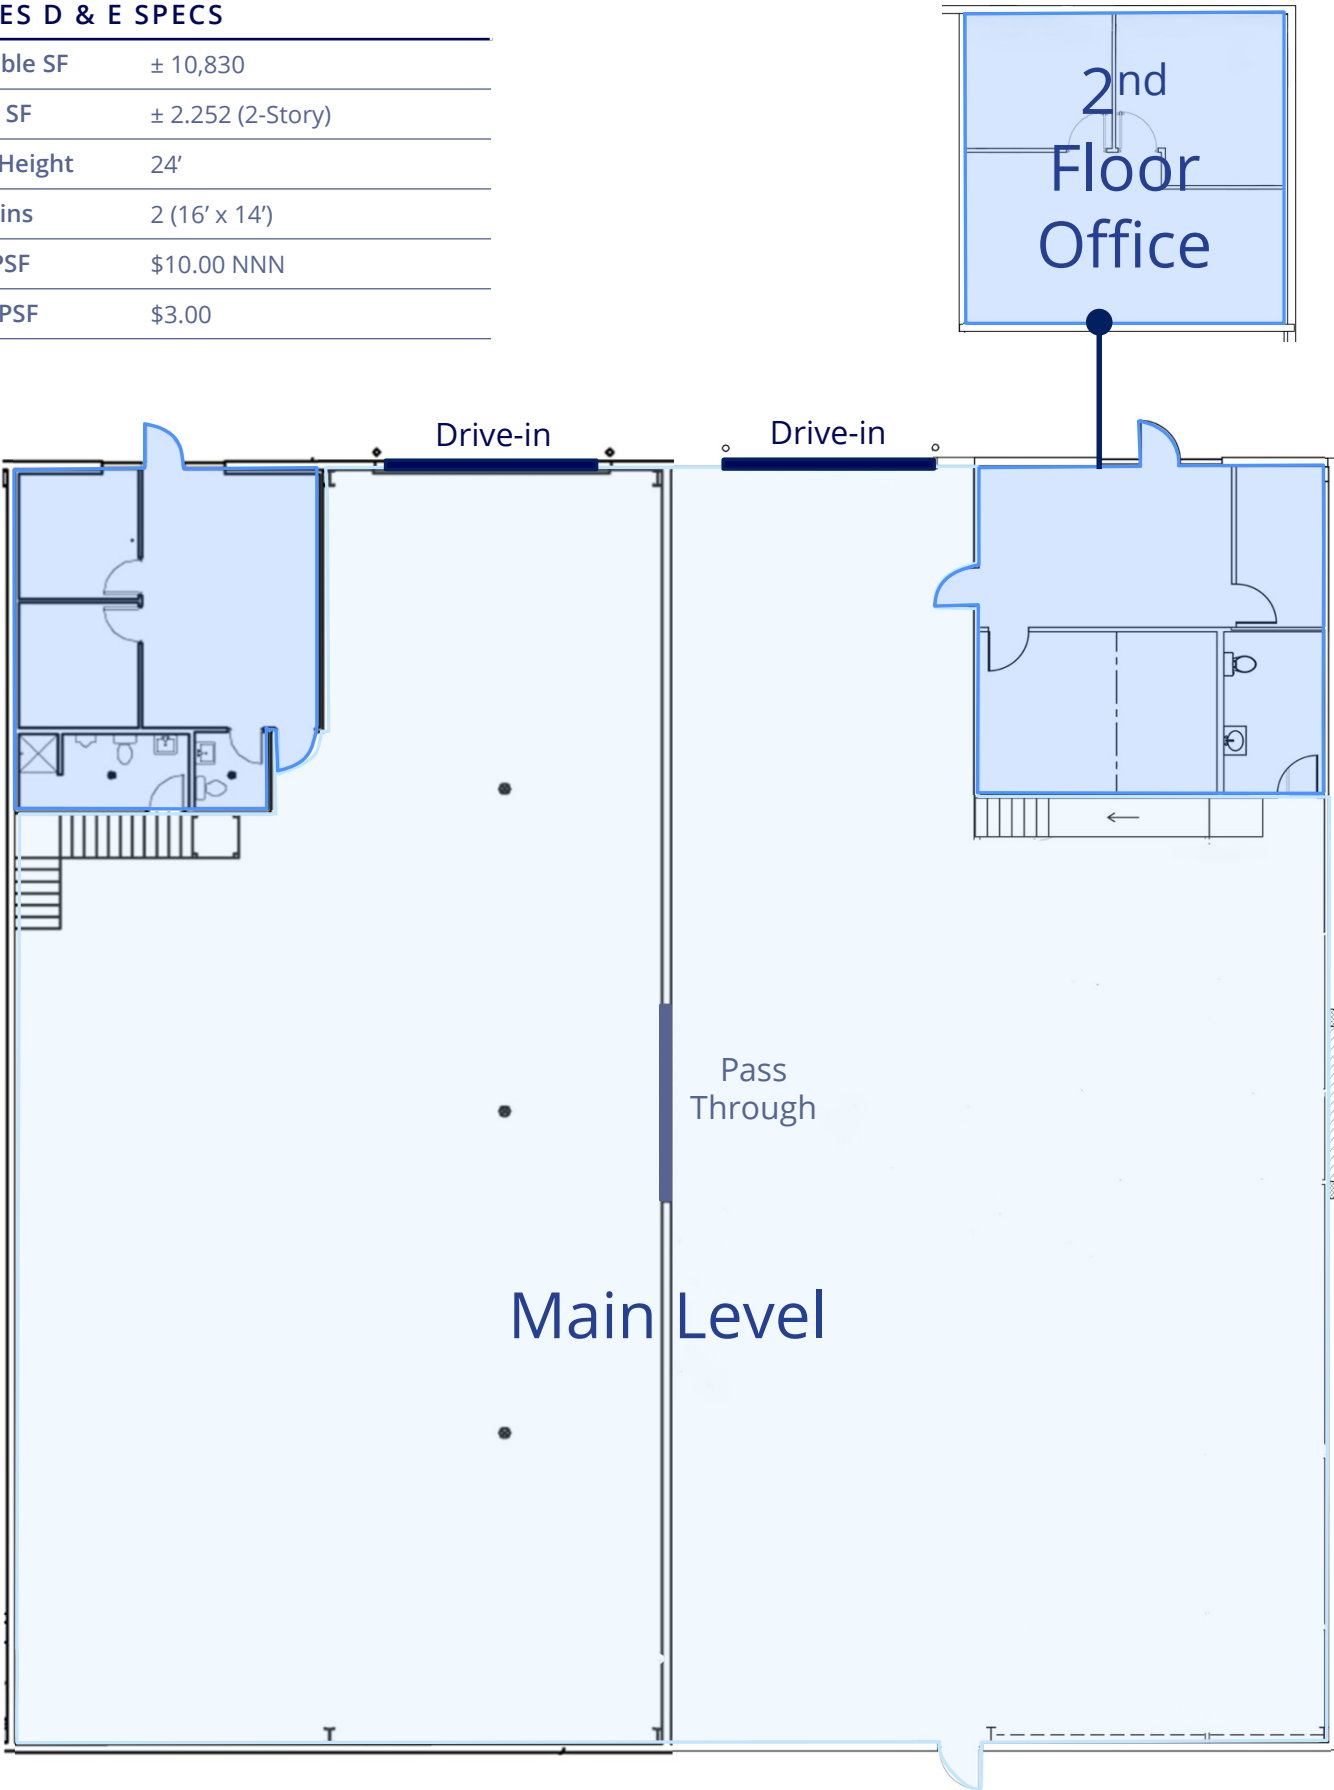 ES D & E SPECS
ble SF ± 10,830
SF ± 2.252 (2-Story)
Height 24’
ins 2 (16’ x 14’)
PSF $10.00 NNN
PSF $3.00
2nd
Floor
Office
Drive-in
Drive-in
Pass
Through
Main Level